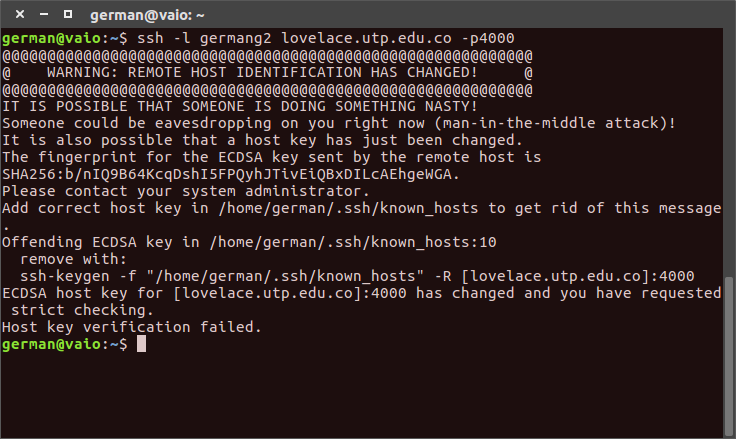 german@vaio: ~
german@vaio:~$ ssh -l germang2 lovelace.utp.edu.co -p4000
@@@@@@@@@@@@@@@@@@@@@@@@@@@@@@@@@@@@@@@@@@@@@@@@@@@@@@@@@@@
@    WARNING: REMOTE HOST IDENTIFICATION HAS CHANGED!     @
@@@@@@@@@@@@@@@@@@@@@@@@@@@@@@@@@@@@@@@@@@@@@@@@@@@@@@@@@@@
IT IS POSSIBLE THAT SOMEONE IS DOING SOMETHING NASTY!
Someone could be eavesdropping on you right now (man-in-the-middle attack)!
It is also possible that a host key has just been changed.
The fingerprint for the ECDSA key sent by the remote host is
SHA256:b/nIQ9B64KcqDshI5FPQyhJTivEiQBxDILcAEhgeWGA.
Please contact your system administrator.
Add correct host key in /home/german/.ssh/known_hosts to get rid of this message
.
Offending ECDSA key in /home/german/.ssh/known_hosts:10
  remove with:
  ssh-keygen -f "/home/german/.ssh/known_hosts" -R [lovelace.utp.edu.co]:4000
ECDSA host key for [lovelace.utp.edu.co]:4000 has changed and you have requested
 strict checking.
Host key verification failed.
german@vaio:~$